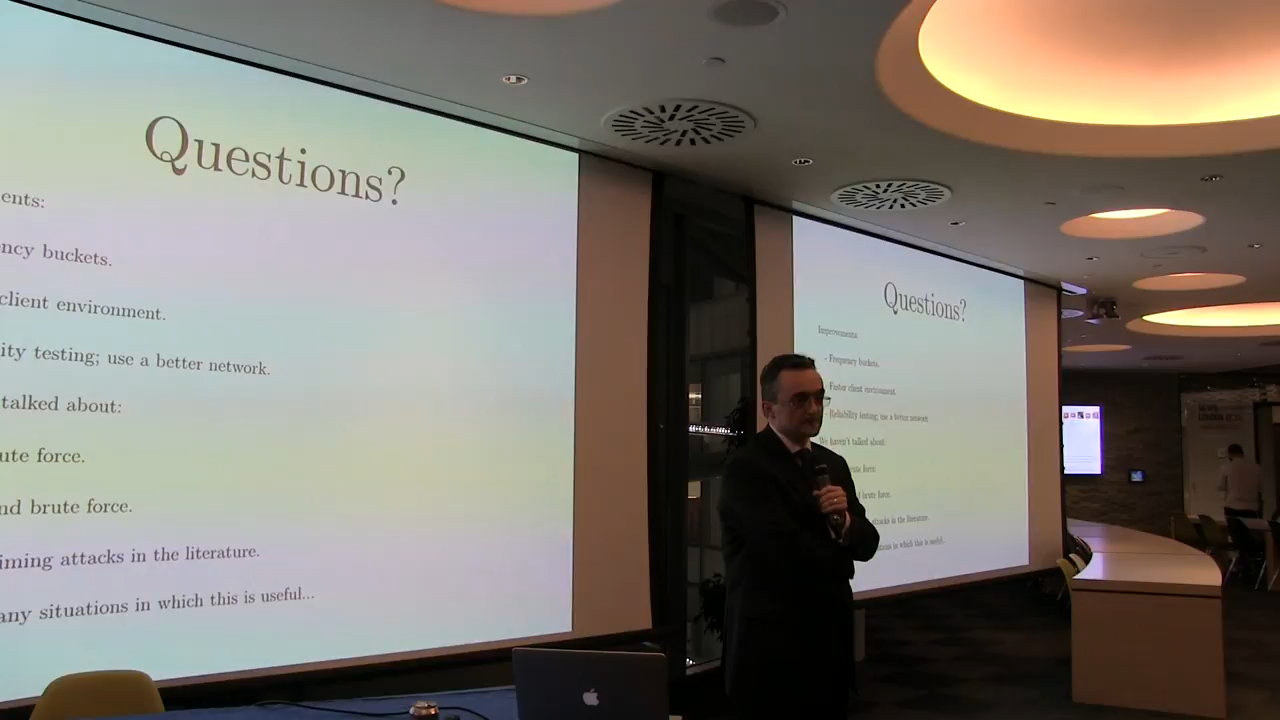 Questions?
ents:
ncy buckets.
client environment.
ity testing; use a better network.
talked about:
ute force.
nd brute force.
iming attacks in the literature.
any situations in which this is useful...
Questions?
Improvements:
- Frequency buckets.
- Faster client environment.
- Reliability testing; use a better network.
We haven't talked about:
ute force.
d brute force.
attacks in the literature.
ations in which this is useful...